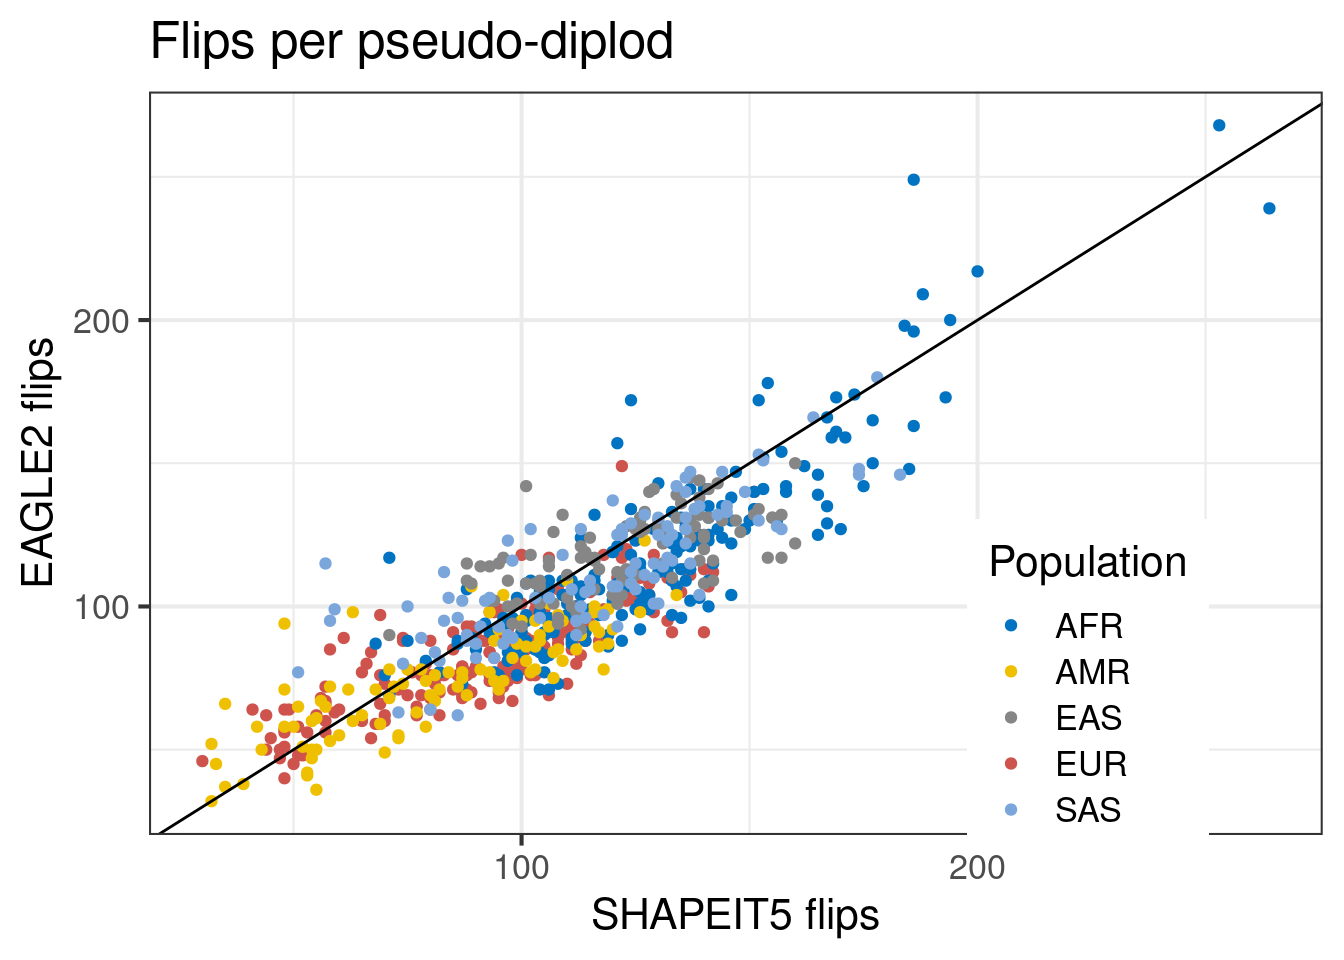 Flips per pseudo-diplod
EAGLE2 flips
200
100
100
200
SHAPEIT5 flips
Population
AFR
AMR
EAS
EUR
SAS